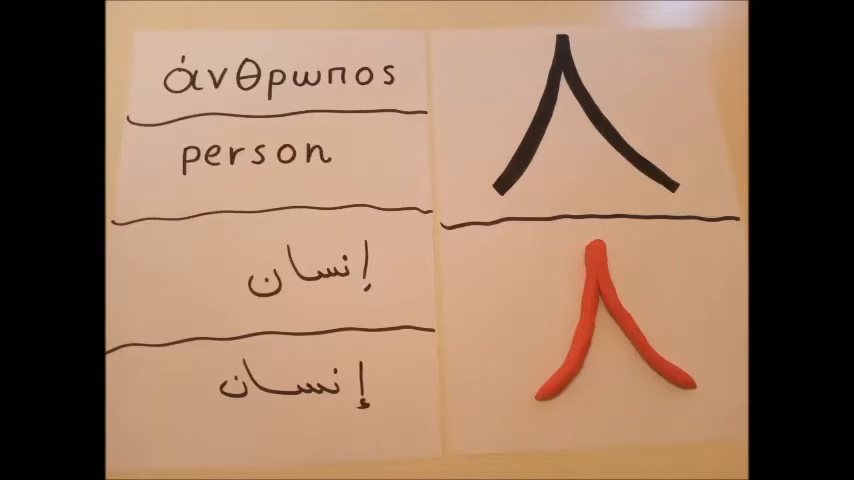 άνθρωπος
person
إنسان
إنسان
人
人